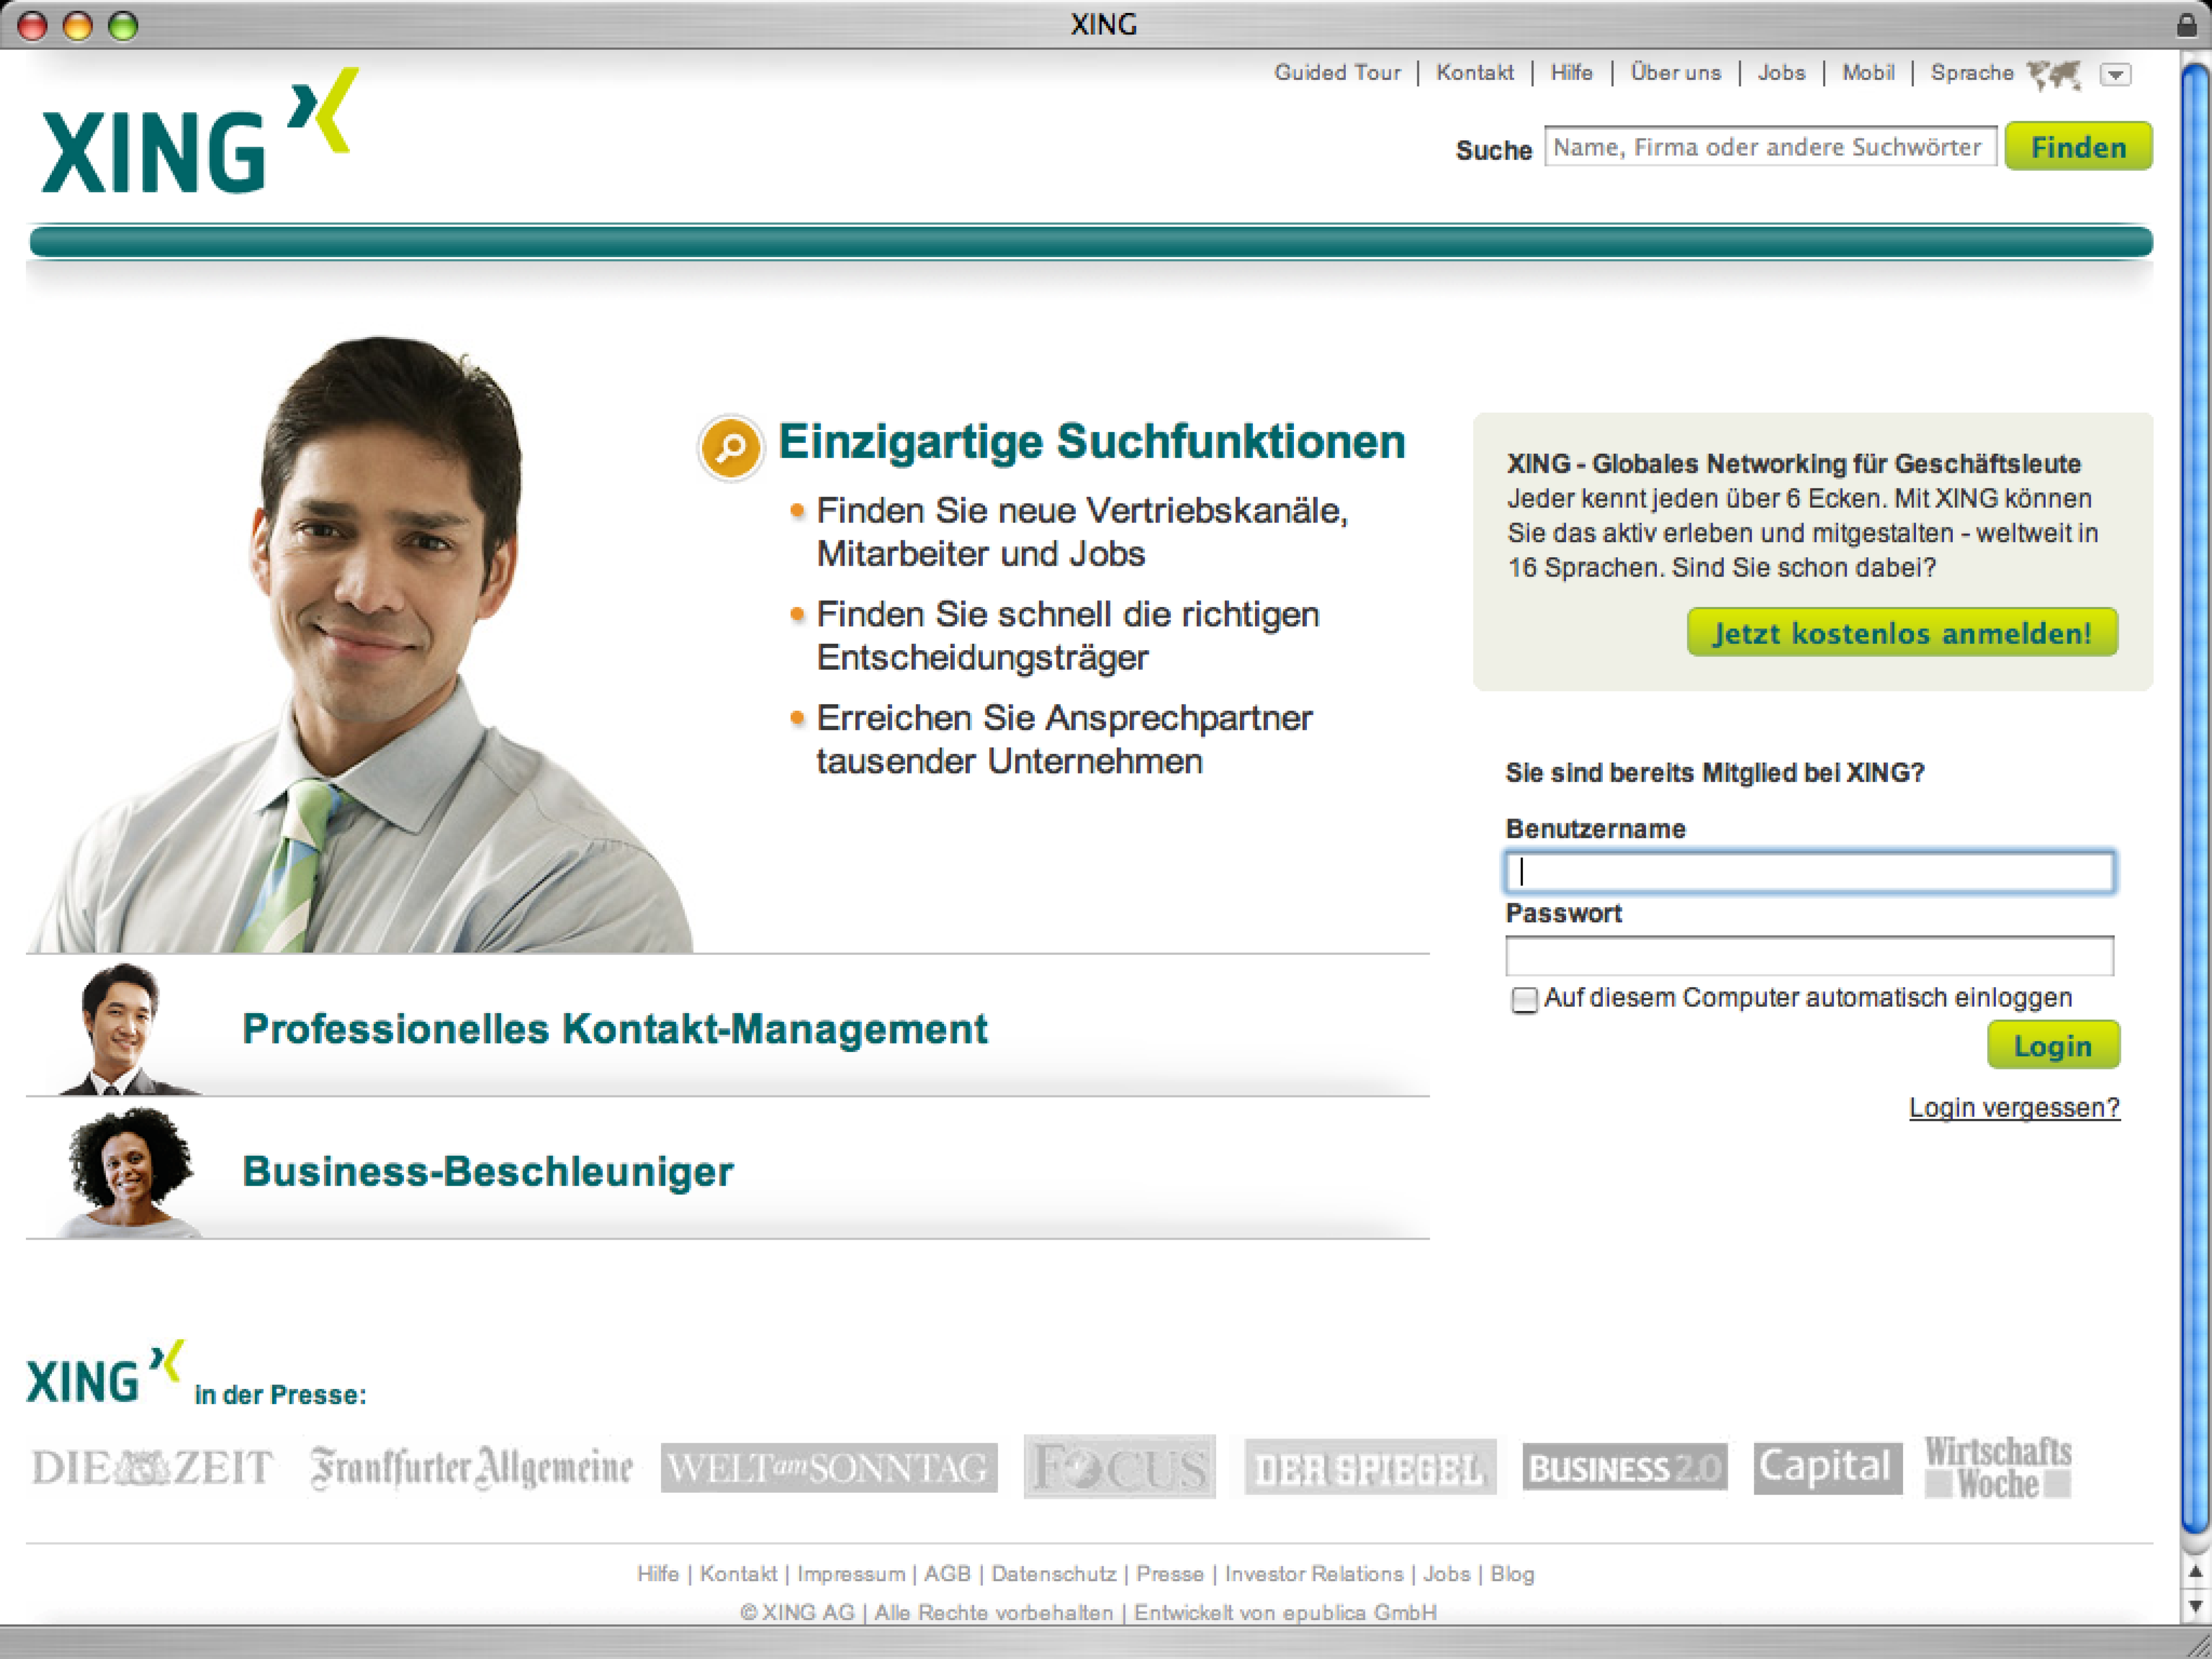 XING
Guided Tour | Kontakt | Hilfe | Über uns | Jobs | Mobil | Sprache
XING
Suche Name, Firma oder andere Suchwörter Finden
Einzigartige Suchfunktionen
• Finden Sie neue Vertriebskanäle,
Mitarbeiter und Jobs
• Finden Sie schnell die richtigen
Entscheidungsträger
• Erreichen Sie Ansprechpartner
tausender Unternehmen
Professionelles Kontakt-Management
Business-Beschleuniger
XING - Globales Networking für Geschäftsleute
Jeder kennt jeden über 6 Ecken. Mit XING können
Sie das aktiv erleben und mitgestalten - weltweit in
16 Sprachen. Sind Sie schon dabei?
Jetzt kostenlos anmelden!
Sie sind bereits Mitglied bei XING?
Benutzername
Passwort
Auf diesem Computer automatisch einloggen
Login
Login vergessen?
XING in der Presse:
DIE ZEIT Frankfurter Allgemeine WELT am SONNTAG FOCUS DER SPIEGEL BUSINESS 2.0 Capital Wirtschafts
Woche
Hilfe | Kontakt | Impressum | AGB | Datenschutz | Presse | Investor Relations | Jobs | Blog
© XING AG | Alle Rechte vorbehalten | Entwickelt von epublica GmbH